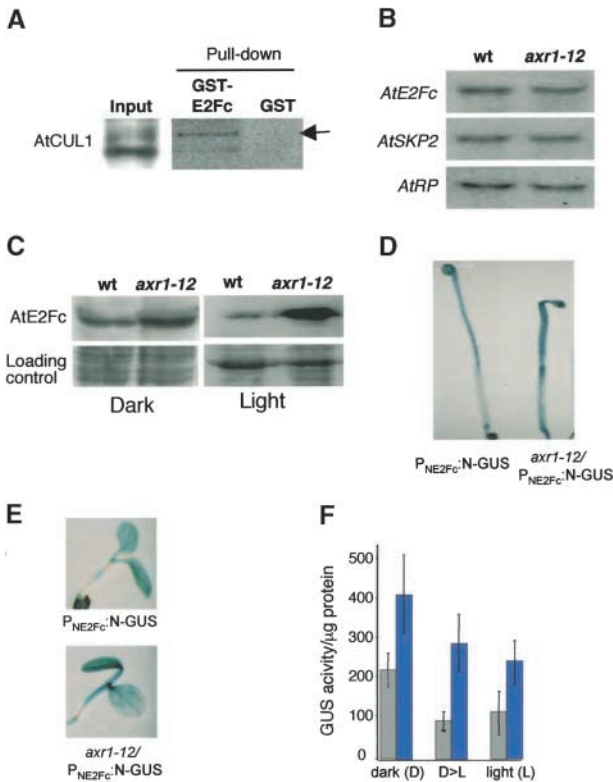 A
Pull-down
GST-
E2Fc
Input
GST
AtCUL1
B
wt axr1-12
AtE2Fc
AtSKP2
AtRP
C
wt axr1-12 wt axr1-12
AtE2Fc
Loading
control
Dark Light
D
PNE2Fc:N-GUS
axr1-12/
PNE2Fc:N-GUS
E
PNE2Fc:N-GUS
axr1-12/
PNE2Fc:N-GUS
F
GUS acivity/µg protein
500
400
300
200
100
0
dark (D) D>L light (L)